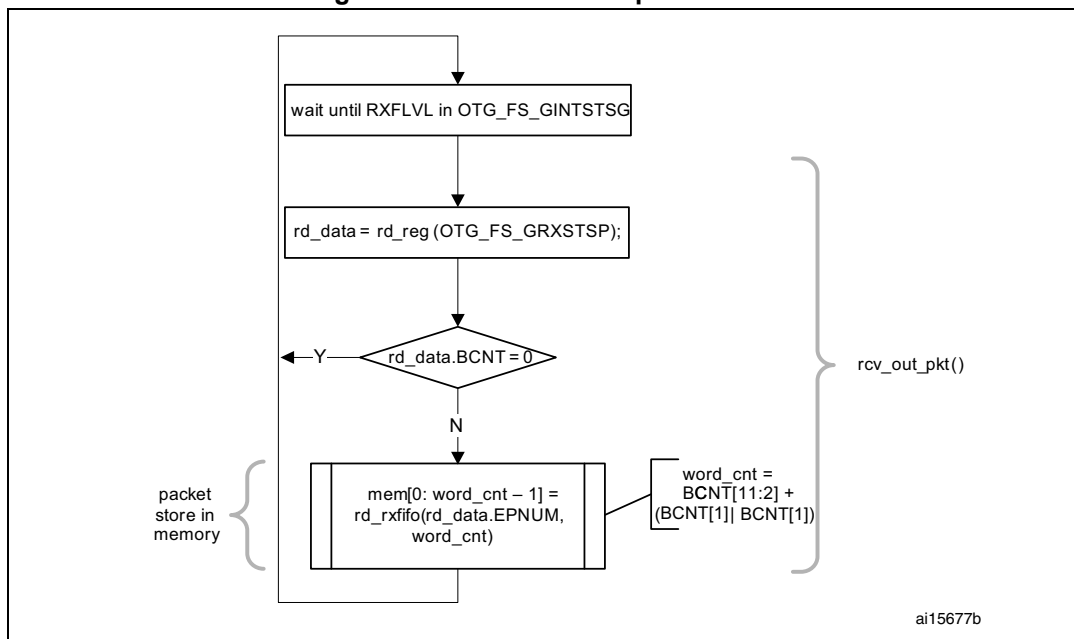 wait until RXFLVL in OTG_FS_GINTSTSG
rd_data = rd_reg (OTG_FS_GRXSTSP);
rd_data.BCNT = 0
Y
N
rcv_out_pkt()
packet
store in
memory
mem[0: word_cnt – 1] =
rd_rxfifo(rd_data.EPNUM,
word_cnt)
word_cnt =
BCNT[11:2] +
(BCNT[1]| BCNT[1])
ai15677b